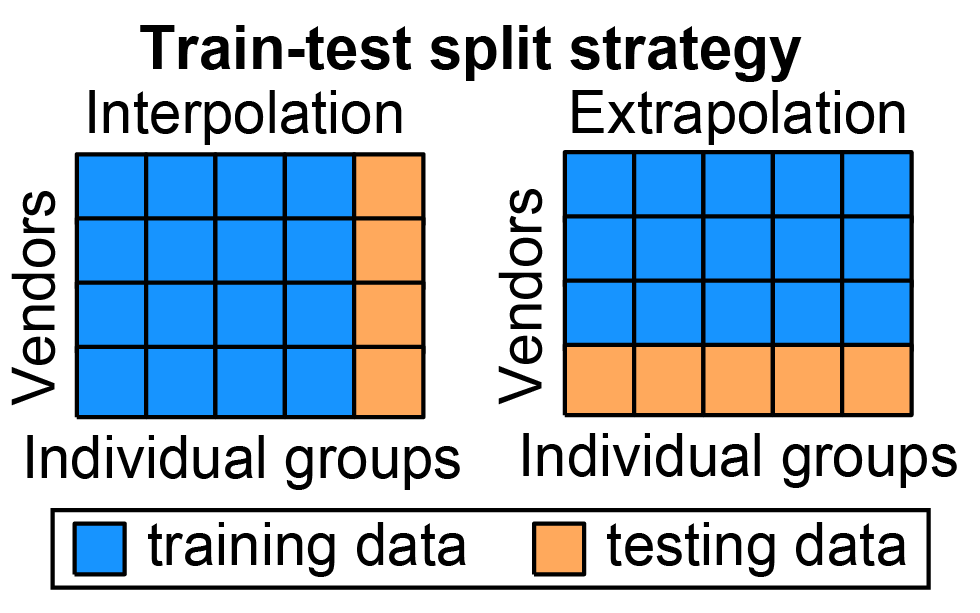 Train-test split strategy
Interpolation
Extrapolation
Vendors
Vendors
Individual groups
Individual groups
training data
testing data